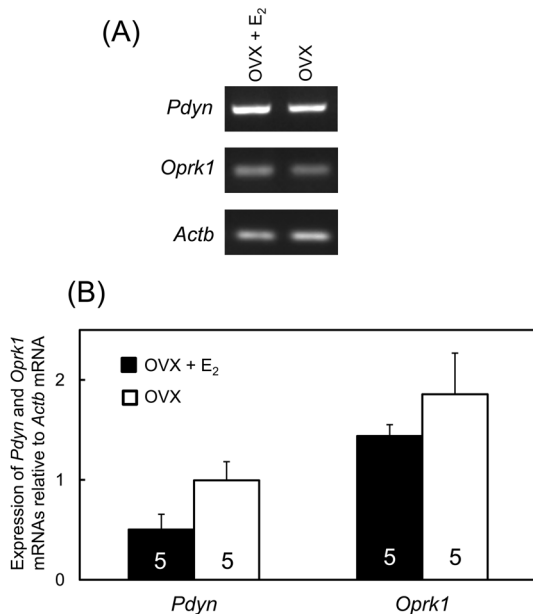 (A)
OVX + E₂
OVX
Pdyn
Oprk1
Actb
(B)
Expression of Pdyn and Oprk1
mRNAs relative to Actb mRNA
2
1
0
OVX + E₂
OVX
5
5
5
5
Pdyn
Oprk1